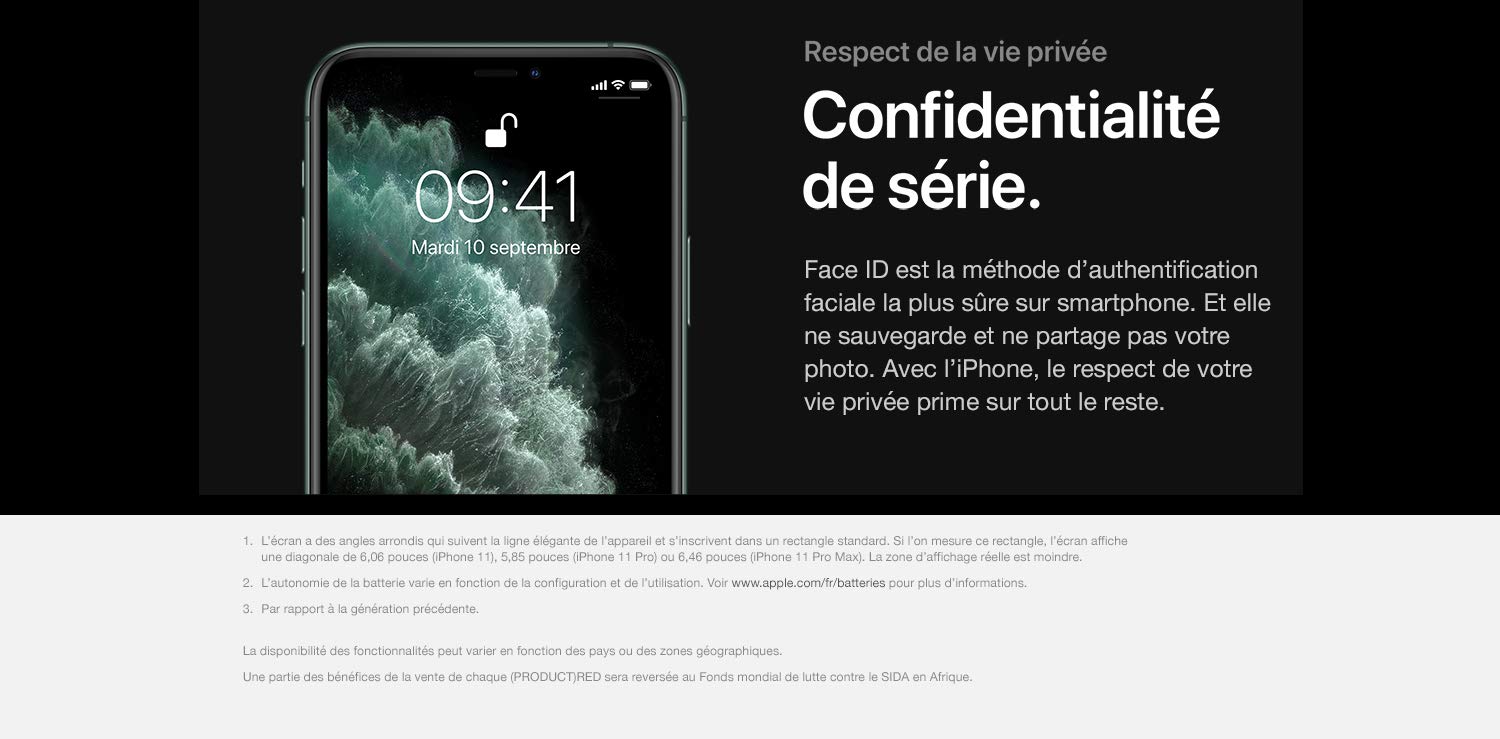 09:41
Mardi 10 septembre
Respect de la vie privée
Confidentialité
de série.
Face ID est la méthode d’authentification
faciale la plus sûre sur smartphone. Et elle
ne sauvegarde et ne partage pas votre
photo. Avec l’iPhone, le respect de votre
vie privée prime sur tout le reste.
1. L’écran a des angles arrondis qui suivent la ligne élégante de l’appareil et s’inscrivent dans un rectangle standard. Si l’on mesure ce rectangle, l’écran affiche
une diagonale de 6,06 pouces (iPhone 11), 5,85 pouces (iPhone 11 Pro) ou 6,46 pouces (iPhone 11 Pro Max). La zone d’affichage réelle est moindre.
2. L’autonomie de la batterie varie en fonction de la configuration et de l’utilisation. Voir www.apple.com/fr/batteries pour plus d’informations.
3. Par rapport à la génération précédente.
La disponibilité des fonctionnalités peut varier en fonction des pays ou des zones géographiques.
Une partie des bénéfices de la vente de chaque (PRODUCT)RED sera reversée au Fonds mondial de lutte contre le SIDA en Afrique.